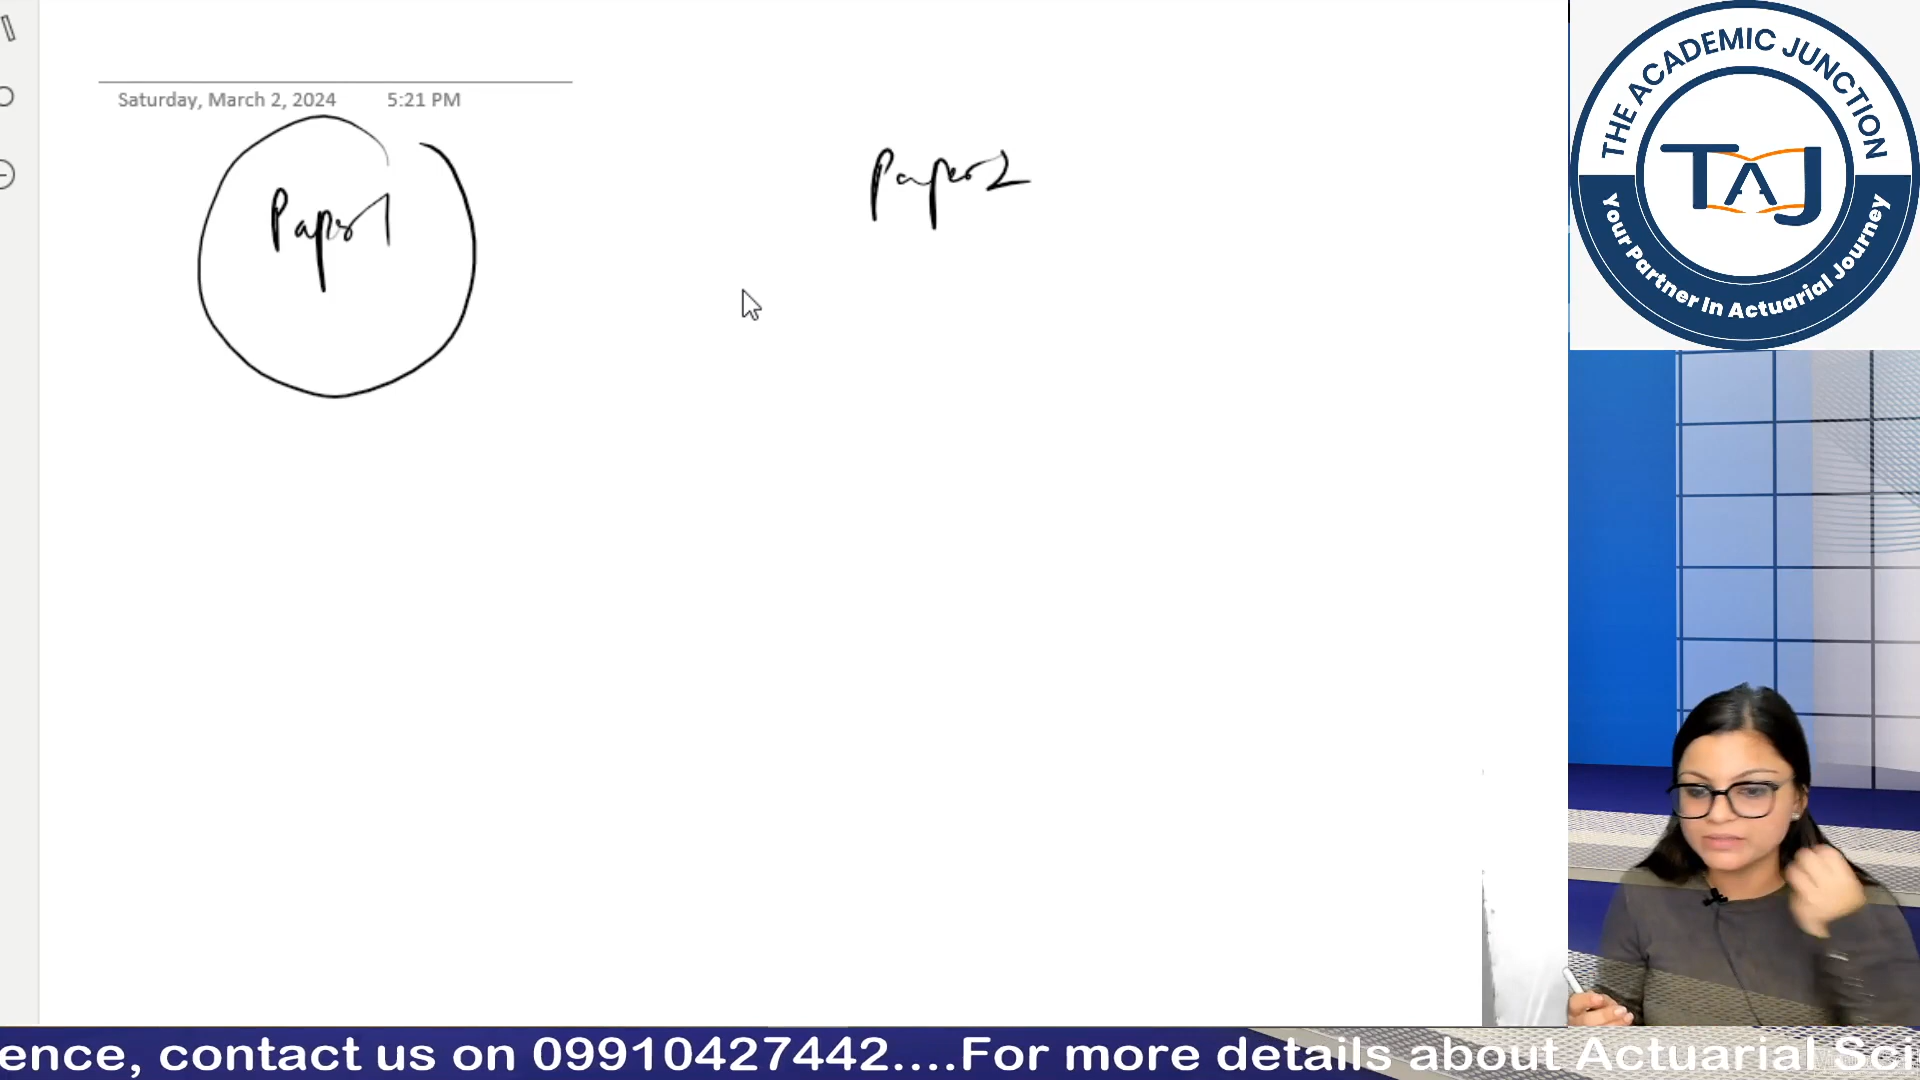 Saturday, March 2, 2024 5:21 PM
Paper 1
Paper 2
THE ACADEMIC JUNCTION
TAJ
Your Partner In Actuarial Journey
ence, contact us on 09910427442....For more details about Actuarial Sci